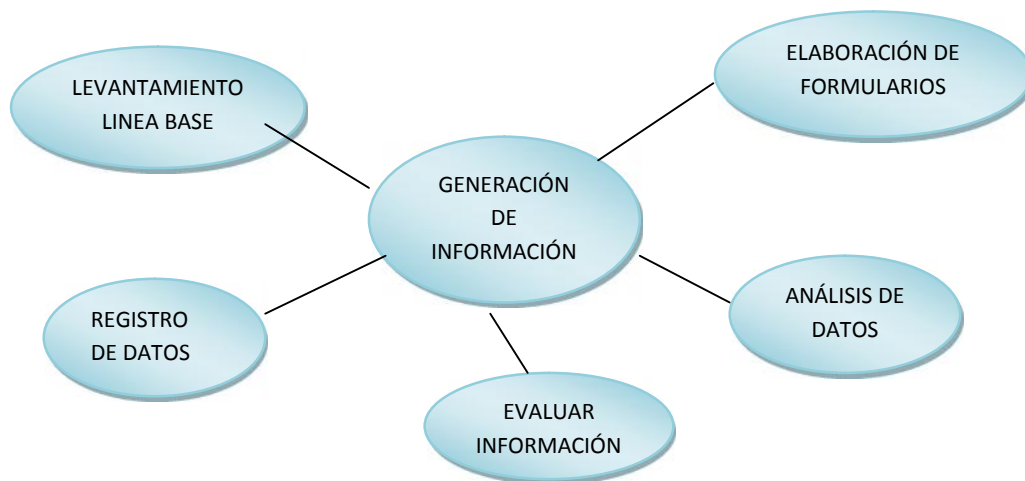 ELABORACIÓN DE
FORMULARIOS
LEVANTAMIENTO
LINEA BASE
GENERACIÓN
DE
INFORMACIÓN
REGISTRO
DE DATOS
ANÁLISIS DE
DATOS
EVALUAR
INFORMACIÓN